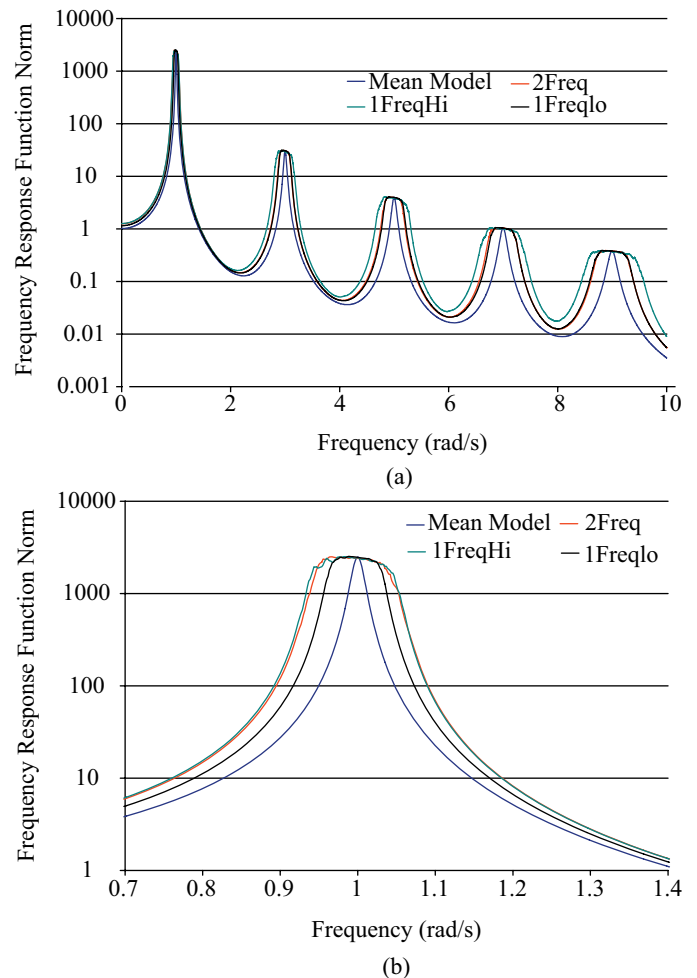 10000
1000
100
10
1
0.1
0.01
0.001
Frequency Response Function Norm
Mean Model
2Freq
1FreqHi
1Freqlo
0
2
4
6
8
10
Frequency (rad/s)
(a)
10000
1000
100
10
1
Frequency Response Function Norm
Mean Model
2Freq
1FreqHi
1Freqlo
0.7
0.8
0.9
1
1.1
1.2
1.3
1.4
Frequency (rad/s)
(b)